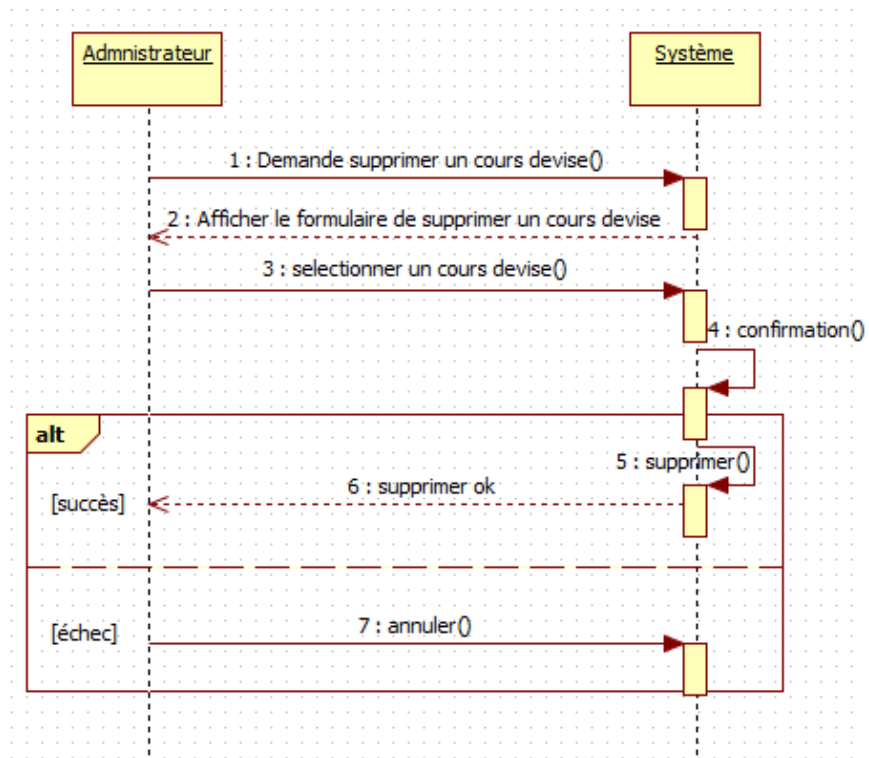 Admnistrateur
Système
1 : Demande supprimer un cours devise()
2 : Afficher le formulaire de supprimer un cours devise
3 : selectionner un cours devise()
4 : confirmation()
alt
5 : supprimer()
6 : supprimer ok
[succès]
7 : annuler()
[échec]